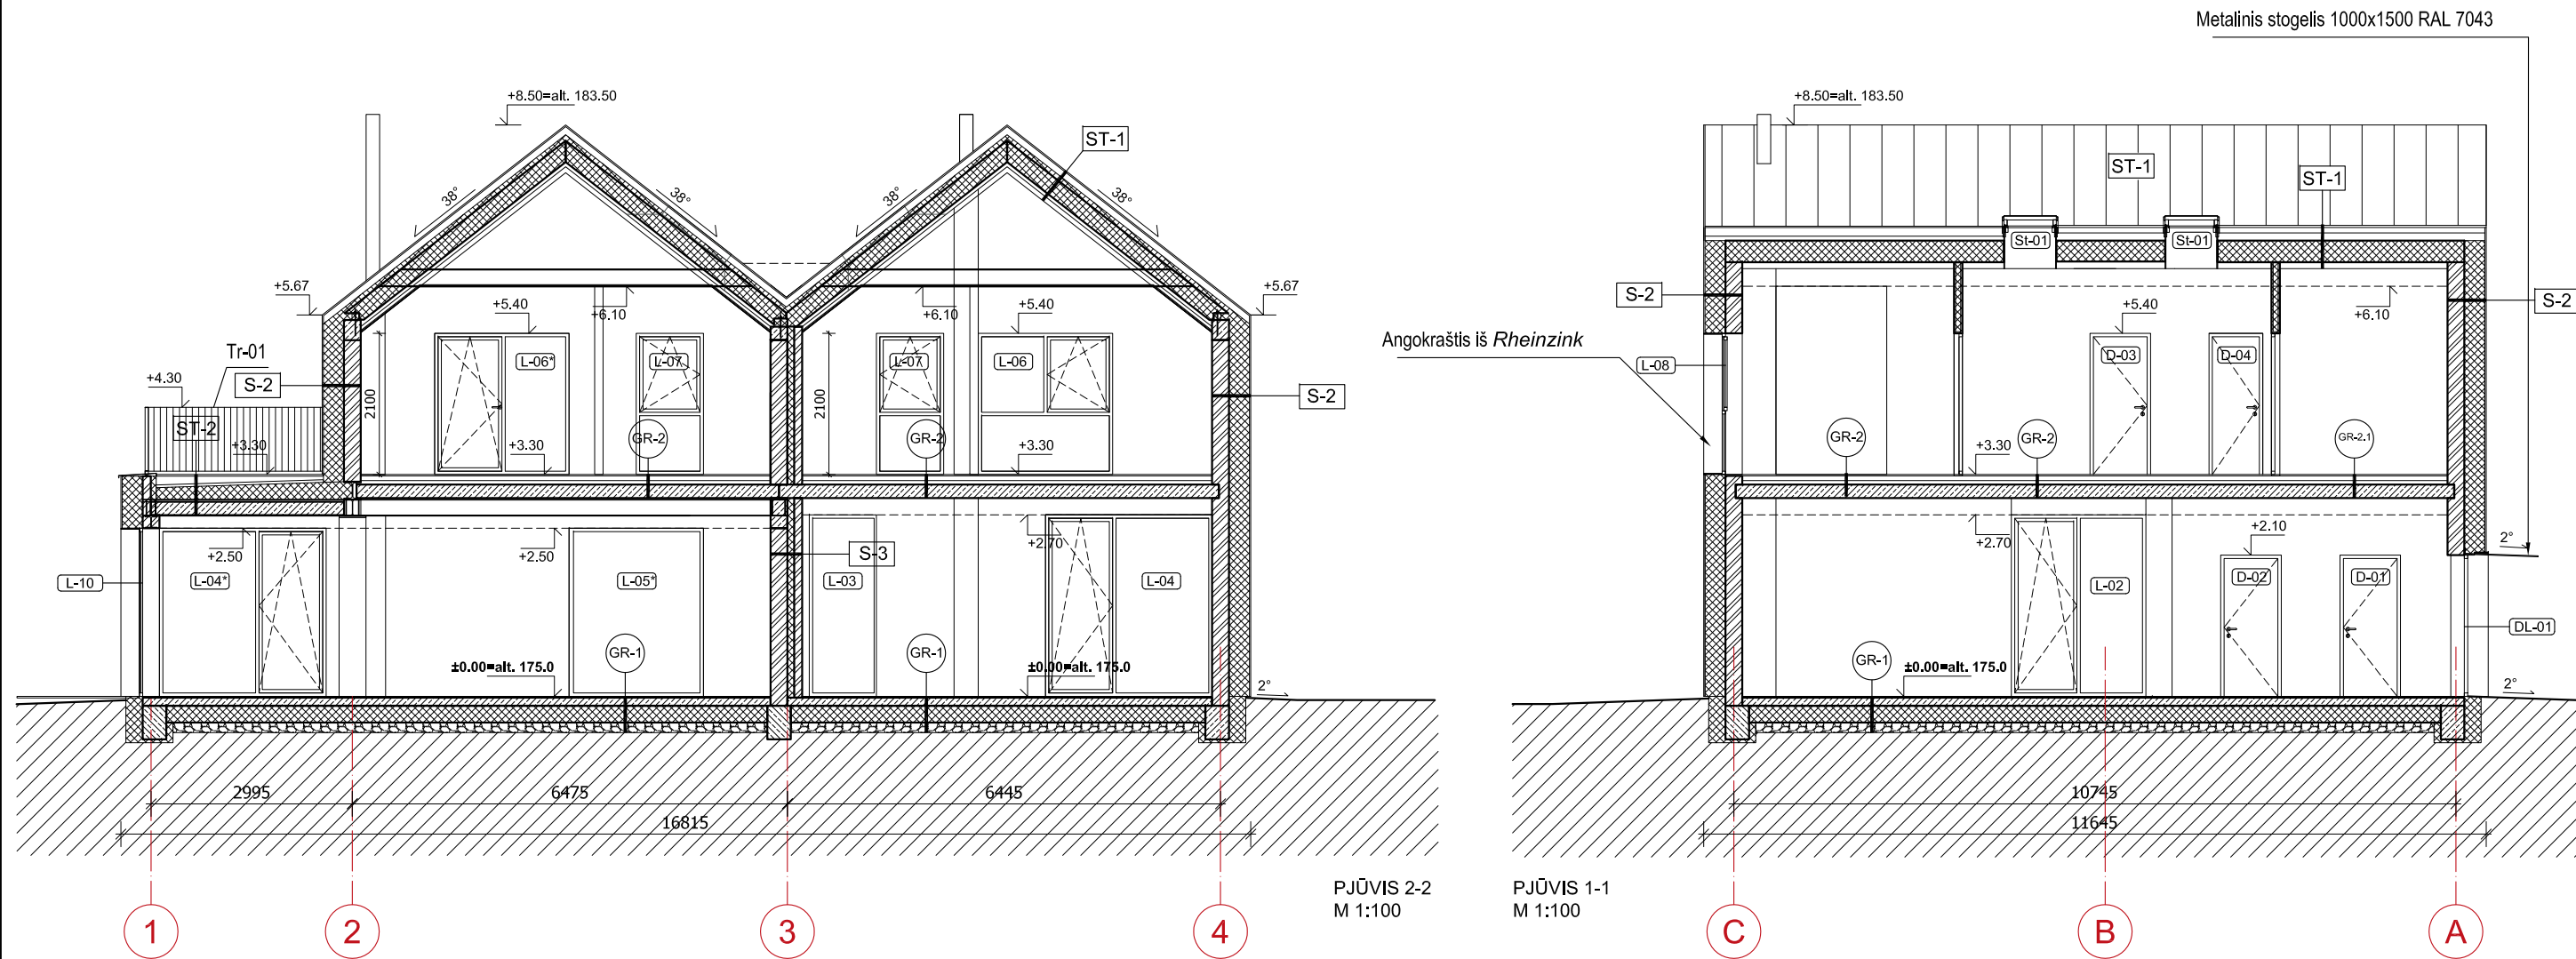 Metalinis stogelis 1000x1500 RAL 7043
+8.50=alt. 183.50
ST-1
38°
38°
38°
38°
+5.67
+5.67
+5.40
+6.10
+6.10
+5.40
Tr-01
+4.30
S-2
L-06*
L-07
L-07
L-06
S-2
2100
2100
ST-2
+3.30
+3.30
GR-2
GR-2
+3.30
+2.50
+2.50
+2.70
S-3
L-10
L-04*
L-05*
L-03
L-04
GR-1
GR-1
±0.00=alt. 175.0
±0.00=alt. 175.0
2°
2995
6475
6445
16815
PJŪVIS 2-2
M 1:100
1
2
3
4
+8.50=alt. 183.50
ST-1
ST-1
St-01
St-01
S-2
S-2
+5.40
+6.10
Angokraštis iš Rheinzink
L-08
D-03
D-04
GR-2
GR-2
GR-2.1
+3.30
+2.70
+2.10
2°
L-02
D-02
D-01
DL-01
GR-1
±0.00=alt. 175.0
2°
10745
11645
PJŪVIS 1-1
M 1:100
C
B
A